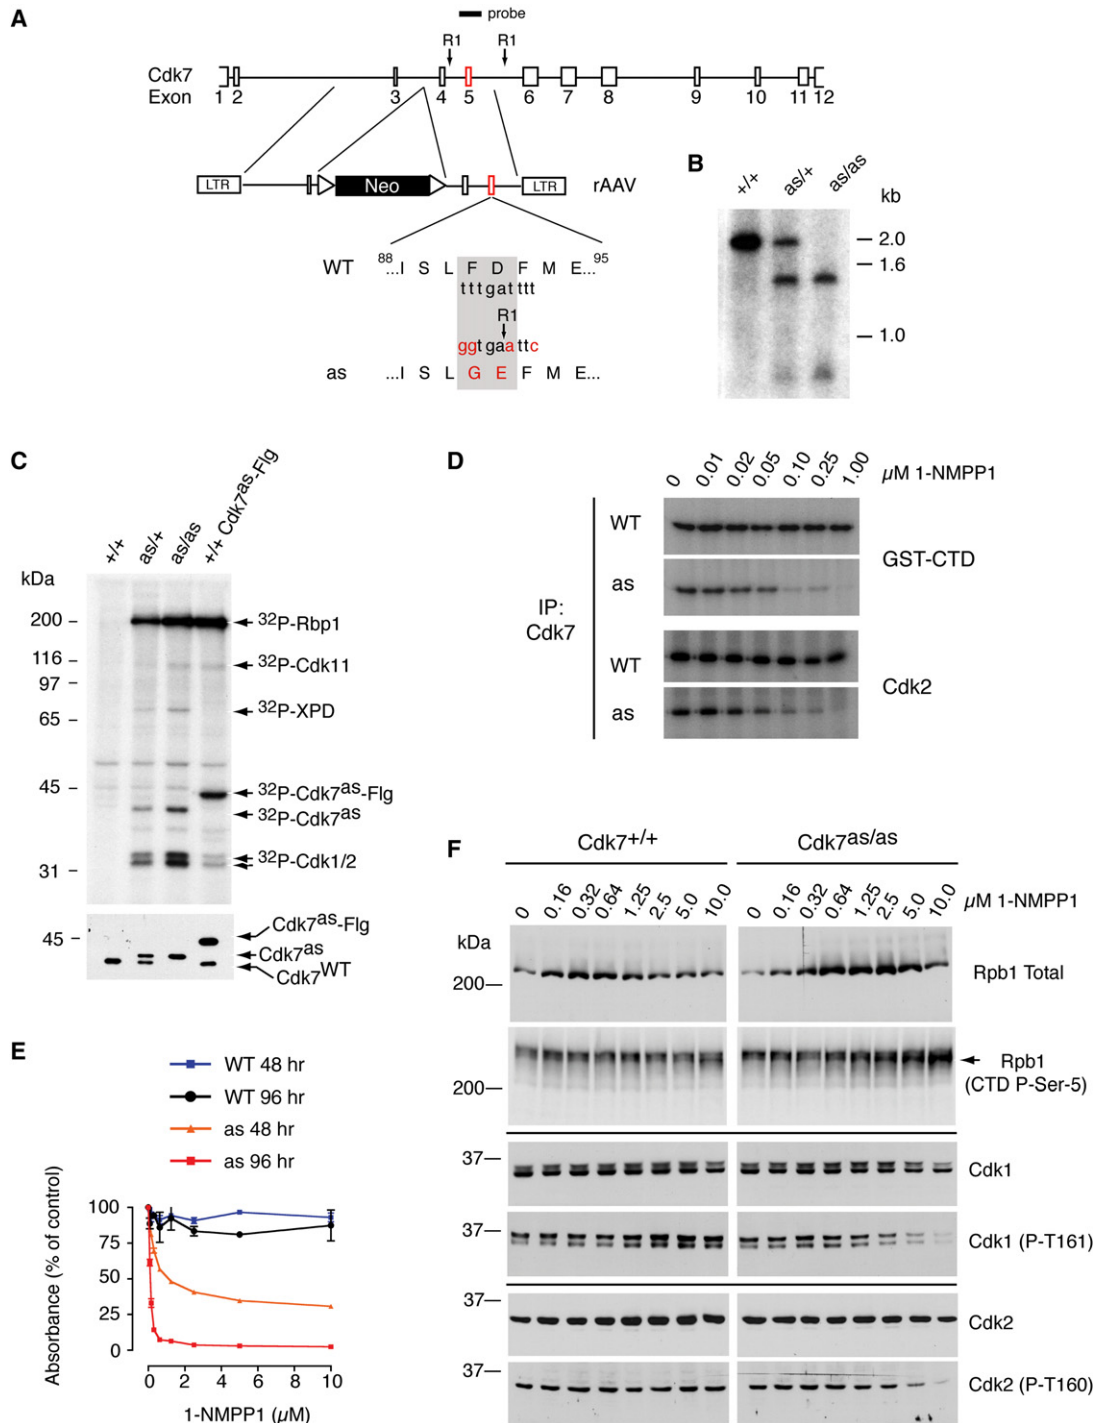 A
probe
R1 R1
Cdk7
Exon 1 2 3 4 5 6 7 8 9 10 11 12
LTR Neo LTR rAAV
WT 88 ...I S L F D F M E... 95
tttgatttt
R1
ggtgaattc
as ...I S L G E F M E...
B
+/+ as/+ as/as
kb
2.0
1.6
1.0
C
+/+ as/+ as/as +/+ Cdk7as-Flg
kDa
200
116
97
65
45
31
32P-Rbp1
32P-Cdk11
32P-XPD
32P-Cdk7as-Flg
32P-Cdk7as
32P-Cdk1/2
45
Cdk7as-Flg
Cdk7as
Cdk7WT
D
0 0.01 0.02 0.05 0.10 0.25 1.00 µM 1-NMPP1
IP:
Cdk7
WT
as
GST-CTD
WT
as
Cdk2
E
WT 48 hr
WT 96 hr
as 48 hr
as 96 hr
Absorbance (% of control)
100
75
50
25
0
0 2 4 6 8 10
1-NMPP1 (µM)
F
Cdk7+/+ Cdk7as/as
0 0.16 0.32 0.64 1.25 2.5 5.0 10.0 0 0.16 0.32 0.64 1.25 2.5 5.0 10.0 µM 1-NMPP1
kDa
200
Rpb1 Total
200
Rpb1
(CTD P-Ser-5)
37
Cdk1
37
Cdk1 (P-T161)
37
Cdk2
37
Cdk2 (P-T160)